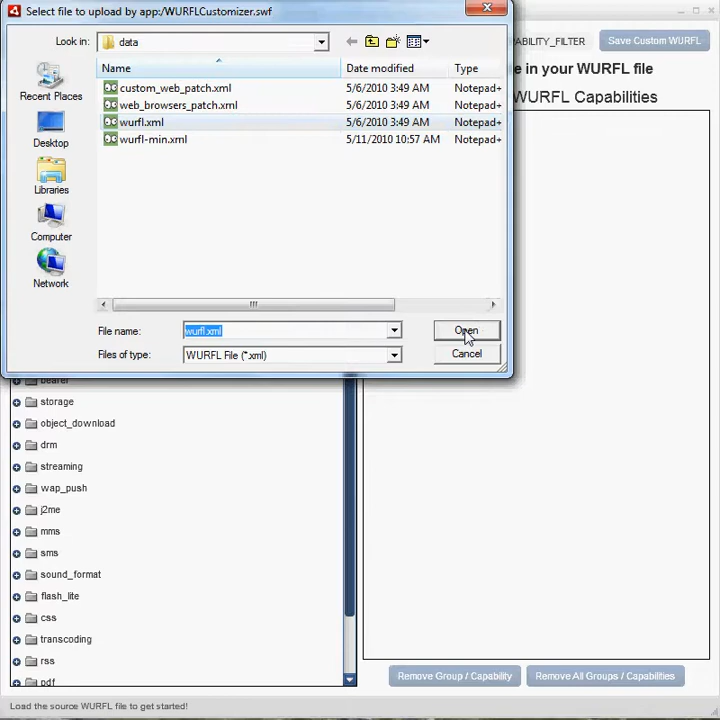 Select file to upload by app:/WURFLCustomizer.swf
Look in: data
ABILITY_FILTER Save Custom WURFL
Name Date modified Type
e in your WURFL file
custom_web_patch.xml 5/6/2010 3:49 AM Notepad+
WURFL Capabilities
web_browsers_patch.xml 5/6/2010 3:49 AM Notepad+
wurfl.xml 5/6/2010 3:49 AM Notepad+
wurfl-min.xml 5/11/2010 10:57 AM Notepad+
Recent Places
Desktop
Libraries
Computer
Network
File name: wurfl.xml Open
Files of type: WURFL File (*.xml) Cancel
bearer
storage
object_download
drm
streaming
wap_push
j2me
mms
sms
sound_format
flash_lite
css
transcoding
rss
pdf
Remove Group / Capability Remove All Groups / Capabilities
Load the source WURFL file to get started!